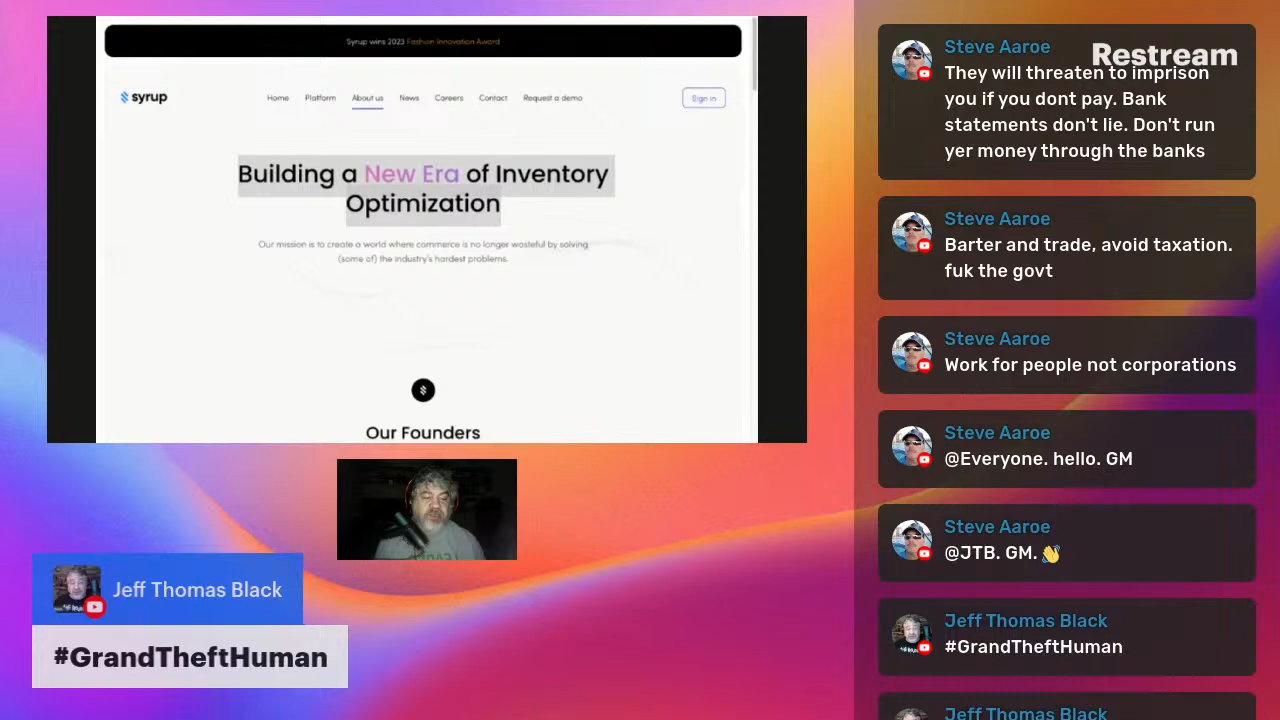 Syrup wins 2023 Fashion Innovation Award
syrup
Home Platform About us News Careers Contact Request a demo
Sign in
Building a New Era of Inventory
Optimization
Our mission is to create a world where commerce is no longer wasteful by solving
(some of) the industry's hardest problems.
Our Founders
Jeff Thomas Black
#GrandTheftHuman
Restream
Steve Aaroe
They will threaten to imprison
you if you dont pay. Bank
statements don't lie. Don't run
yer money through the banks
Steve Aaroe
Barter and trade, avoid taxation.
fuk the govt
Steve Aaroe
Work for people not corporations
Steve Aaroe
@Everyone. hello. GM
Steve Aaroe
@JTB. GM. 👋
Jeff Thomas Black
#GrandTheftHuman
Jeff Thomas Black